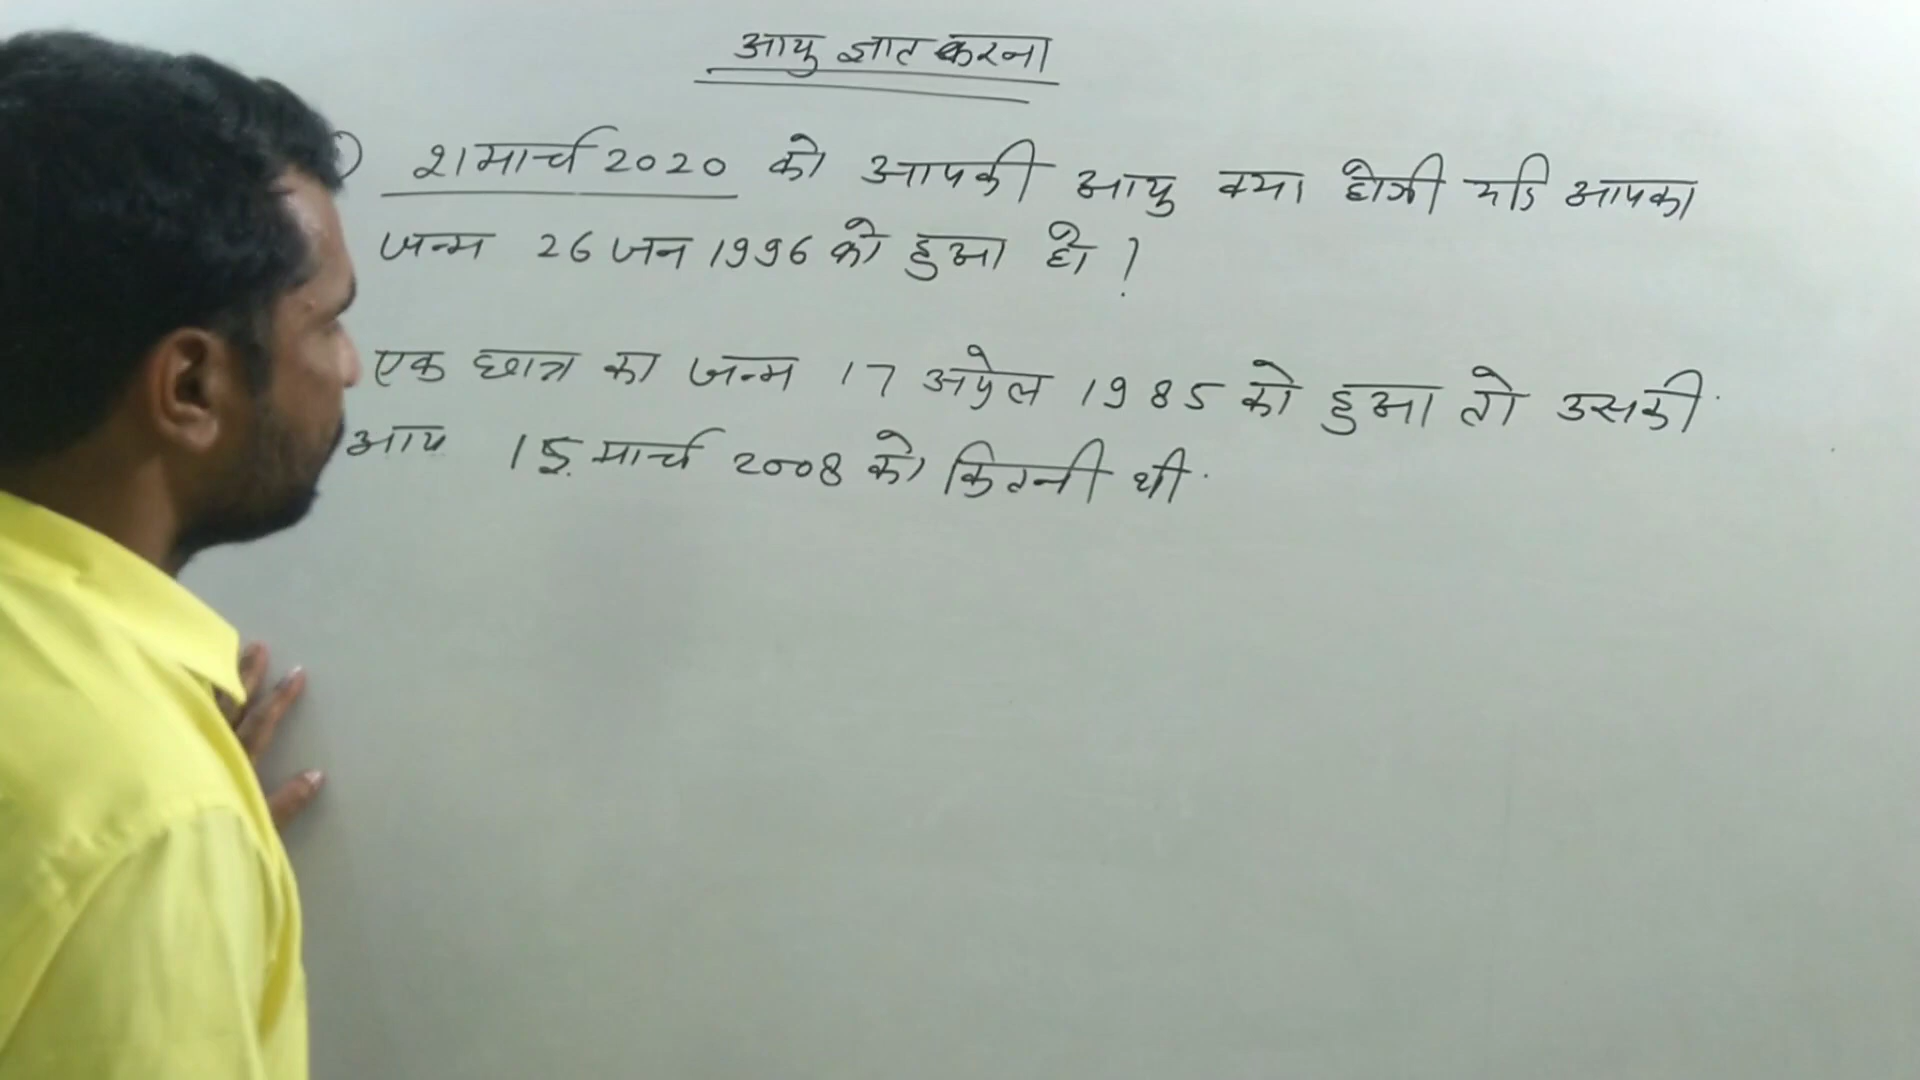 आयु ज्ञात करना
21 मार्च 2020 को आपकी आयु क्या होगी यदि आपका
जन्म 26 जन 1996 को हुआ हो ?
एक छात्र का जन्म 17 अप्रेल 1985 को हुआ तो उसकी
आयु 15 मार्च 2008 को कितनी थी.